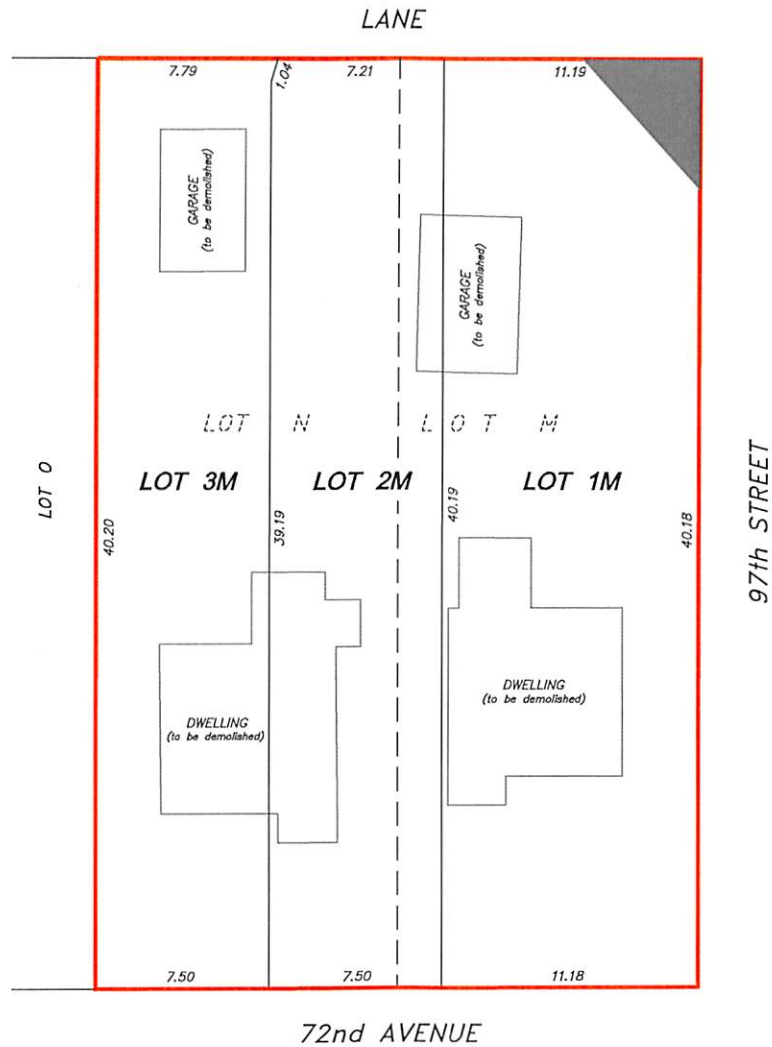 LANE
7.79
1.04
7.21
11.19
GARAGE
(to be demolished)
GARAGE
(to be demolished)
LOT N
LOT M
LOT O
LOT 3M
LOT 2M
LOT 1M
40.20
39.19
40.19
40.18
97th STREET
DWELLING
(to be demolished)
DWELLING
(to be demolished)
7.50
7.50
11.18
72nd AVENUE